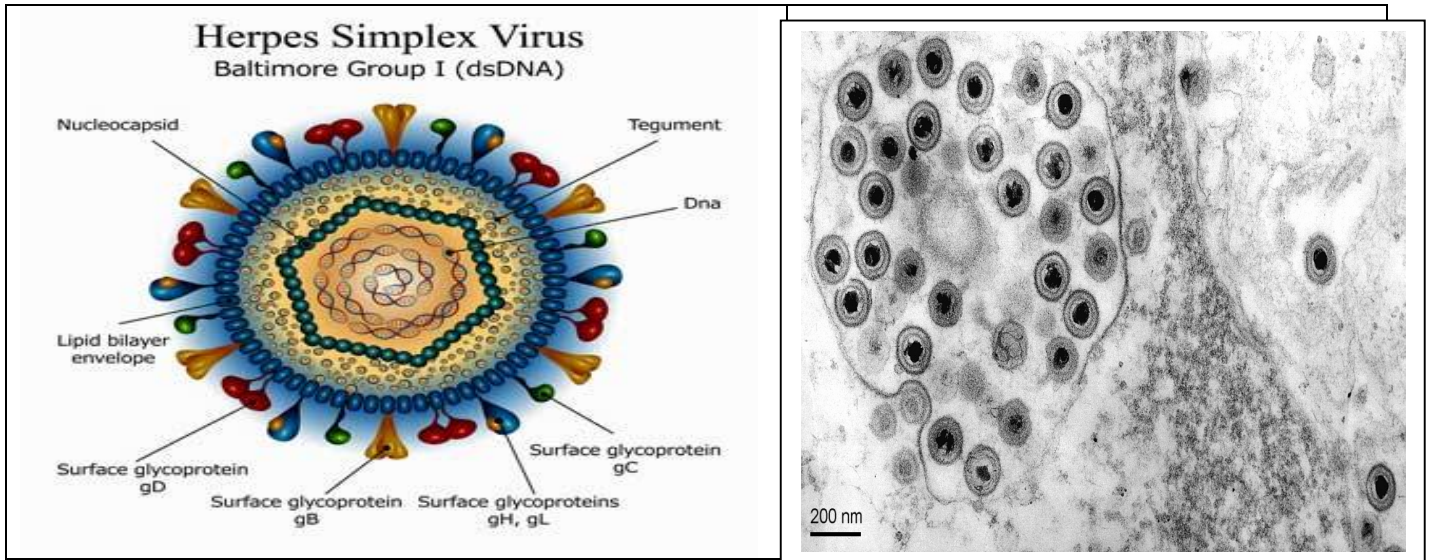 Herpes Simplex Virus
Baltimore Group I (dsDNA)
Nucleocapsid
Tegument
Dna
Lipid bilayer
envelope
Surface glycoprotein
gD
Surface glycoprotein
gB
Surface glycoproteins
gH, gL
Surface glycoprotein
gC
200 nm